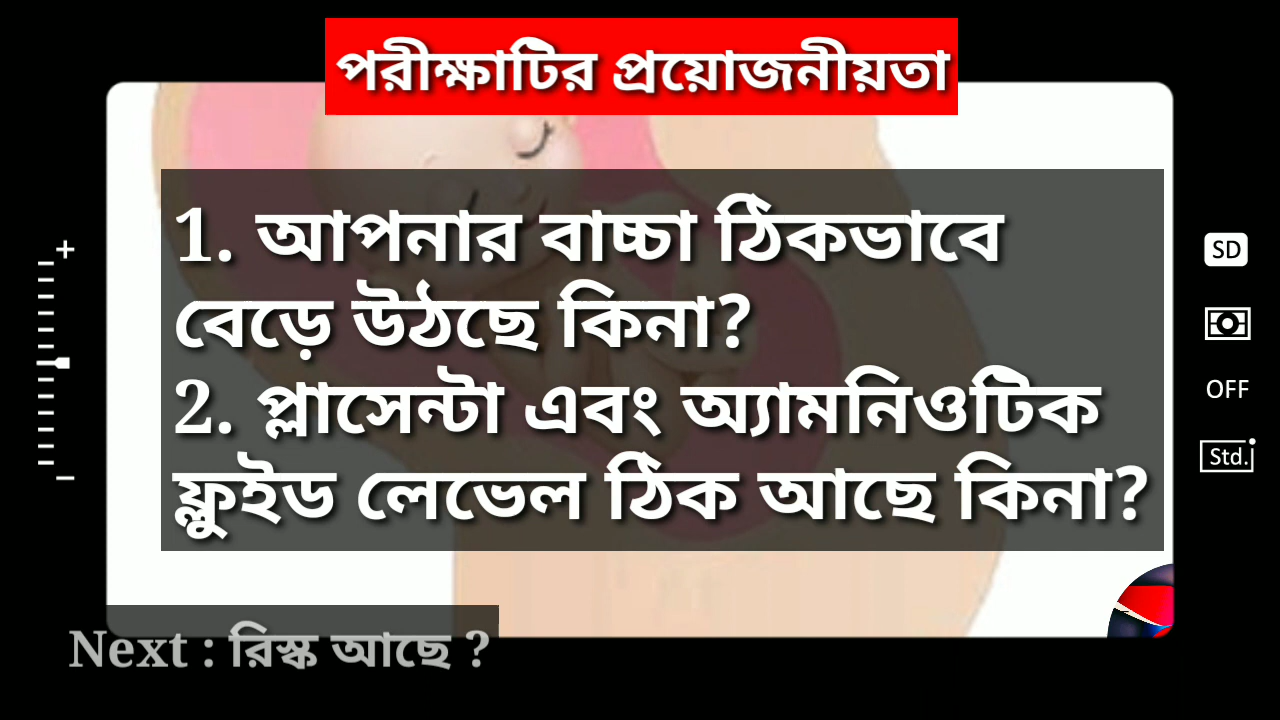 পরীক্ষাটির প্রয়োজনীয়তা
1. আপনার বাচ্চা ঠিকভাবে
বেড়ে উঠছে কিনা?
2. প্লাসেন্টা এবং অ্যামনিওটিক
ফ্লুইড লেভেল ঠিক আছে কিনা?
Next : রিস্ক আছে ?
+
SD
OFF
Std.
−